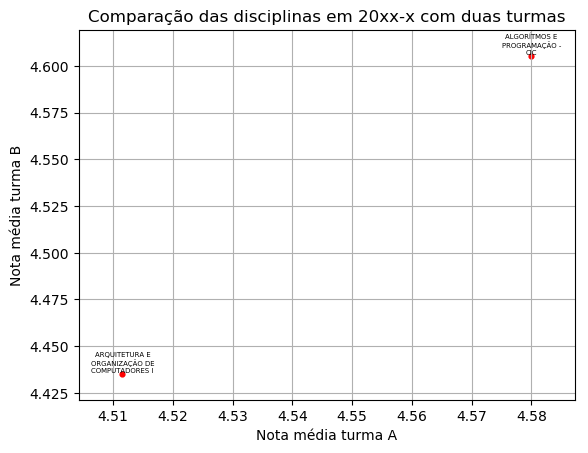 Comparação das disciplinas em 20xx-x com duas turmas
ALGORÍTMOS E
PROGRAMAÇÃO -
CIC
4.600
4.575
4.550
4.525
4.500
4.475
4.450
4.425
Nota média turma B
ARQUITETURA E
ORGANIZAÇÃO DE
COMPUTADORES I
4.51 4.52 4.53 4.54 4.55 4.56 4.57 4.58
Nota média turma A